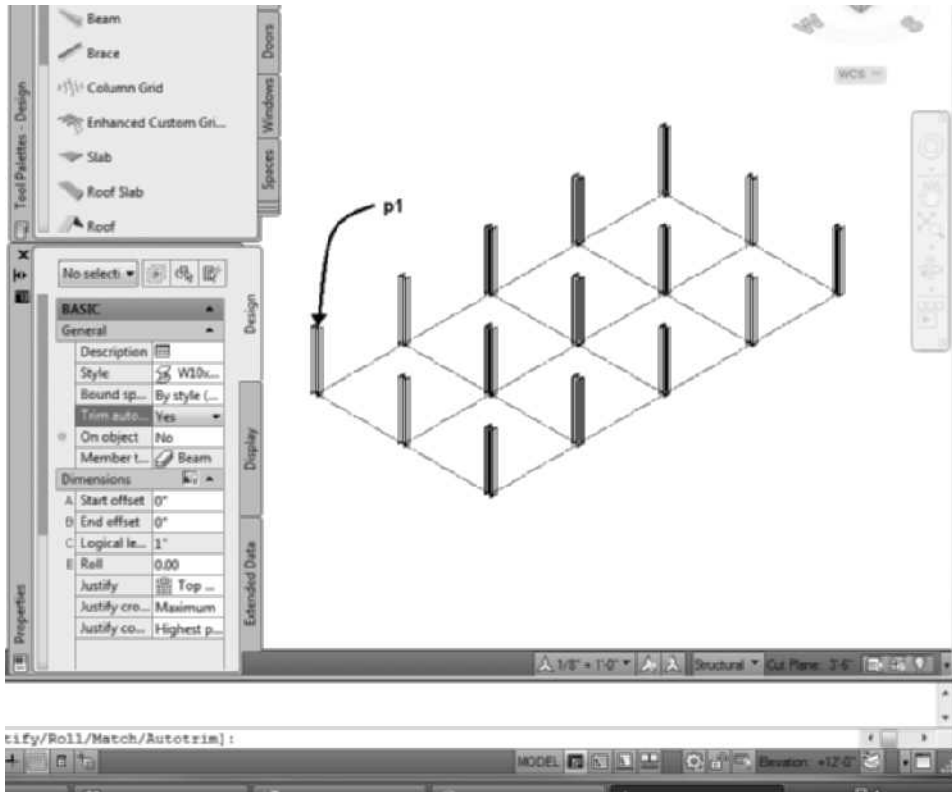 Beam
Brace
Column Grid
Enhanced Custom Gri...
Slab
Roof Slab
Roof
Tool Palettes - Design
Doors
Windows
Spaces
WCS
p1
No selecti
BASIC
General
Description
Style W10x...
Bound sp... By style (...
Trim auto... Yes
On object No
Member t... Beam
Dimensions
A Start offset 0"
B End offset 0"
C Logical le... 1"
E Roll 0.00
Justify Top ...
Justify cro... Maximum
Justify co... Highest p...
Design
Display
Extended Data
Properties
1/8" = 1'-0" Structural Cut Plane: 3'-6"
tify/Roll/Match/Autotrim]:
MODEL Elevation: +12'-0"